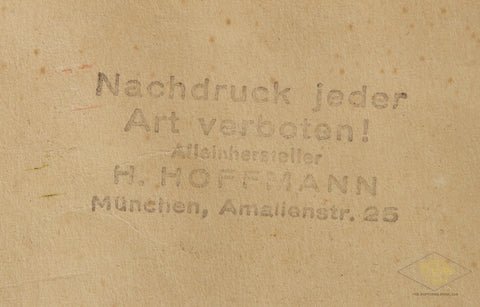 Nachdruck jeder
Art verboten!
Alleinhersteller
H. HOFFMANN
München, Amalienstr. 25